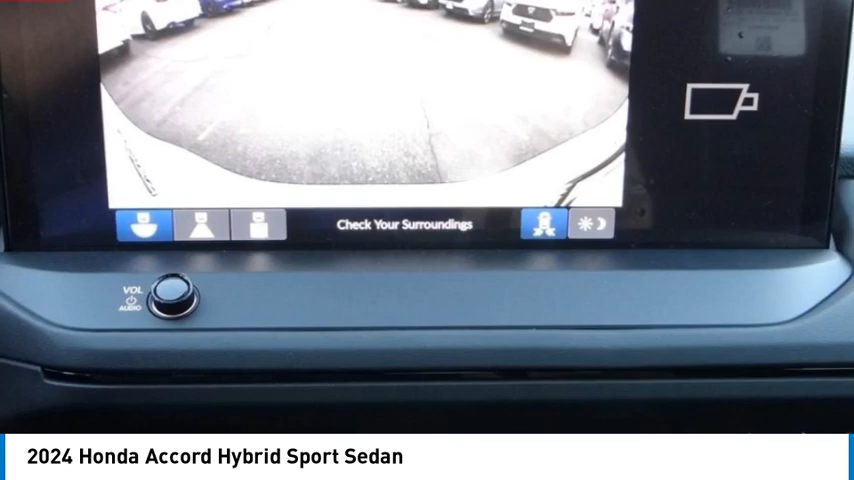 Check Your Surroundings
VOL
AUDIO
2024 Honda Accord Hybrid Sport Sedan